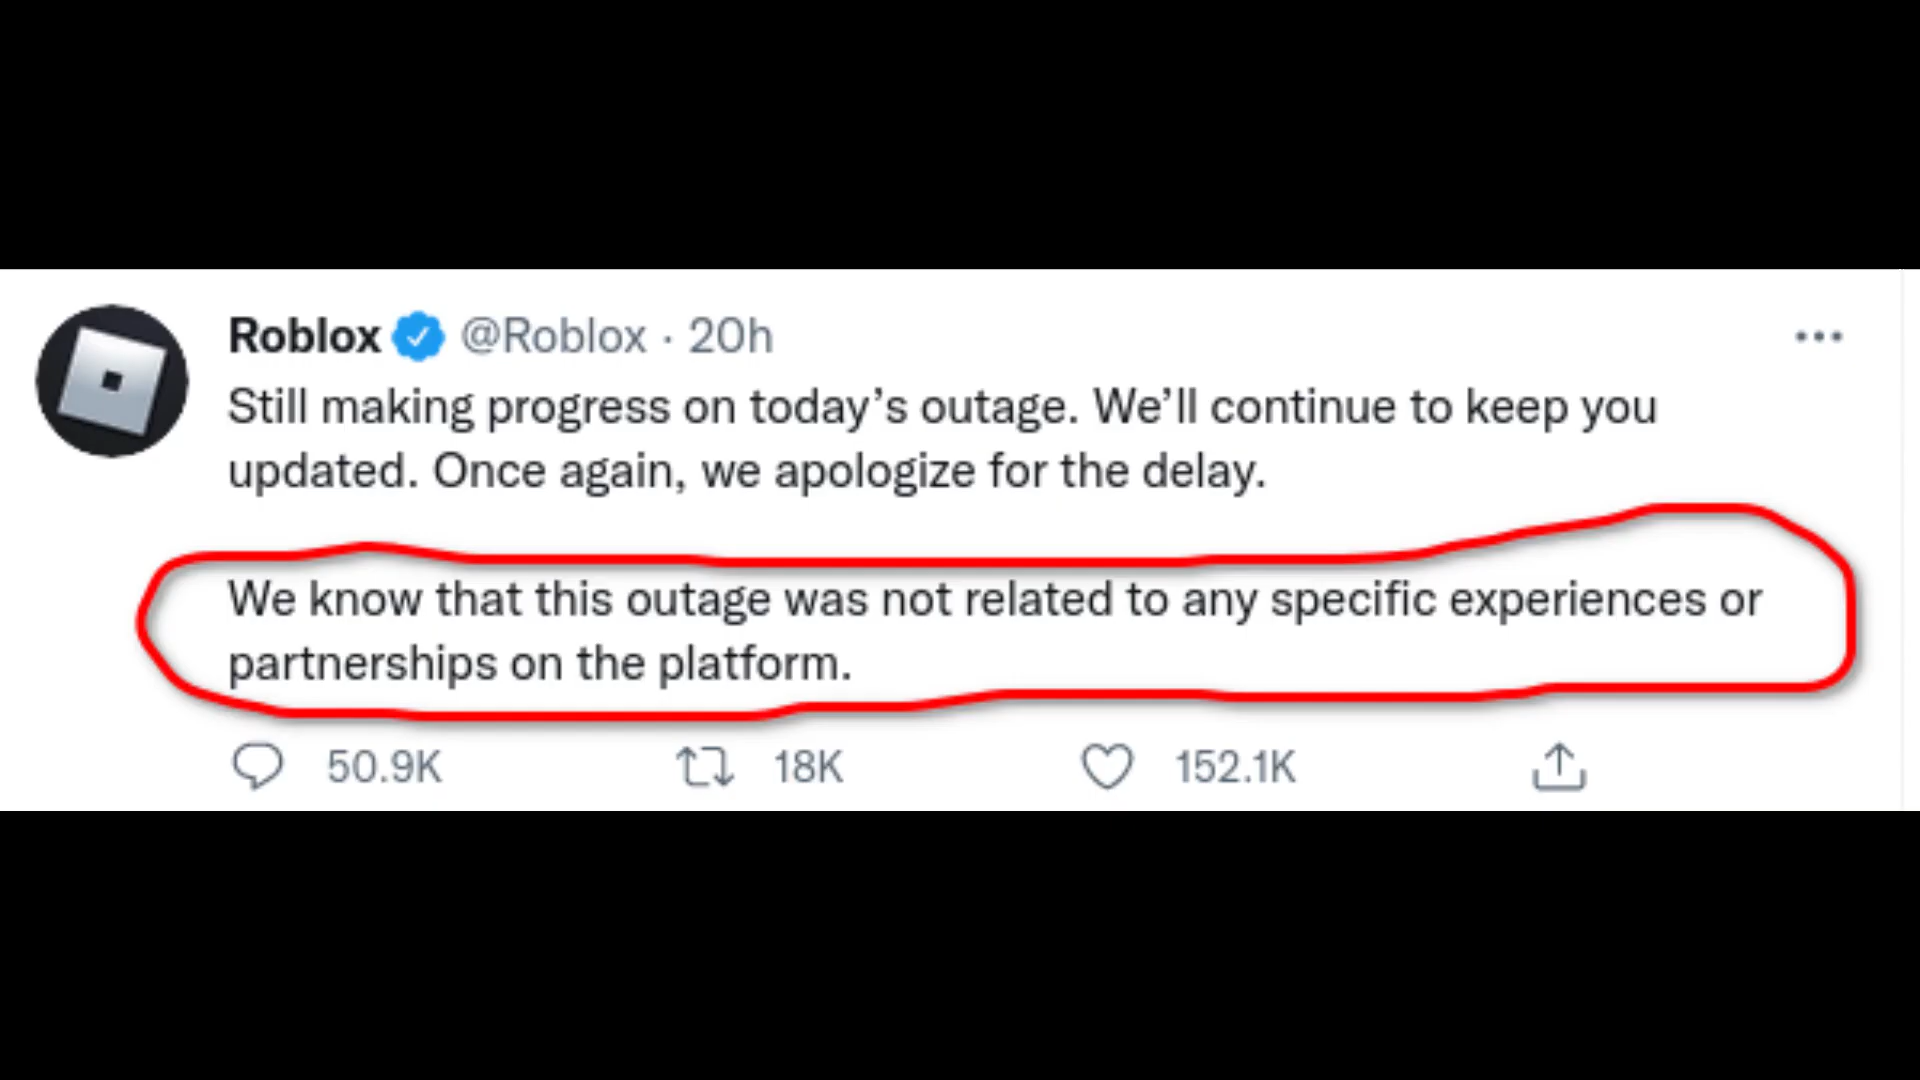 Roblox @Roblox · 20h
Still making progress on today’s outage. We’ll continue to keep you
updated. Once again, we apologize for the delay.
We know that this outage was not related to any specific experiences or
partnerships on the platform.
50.9K 18K 152.1K